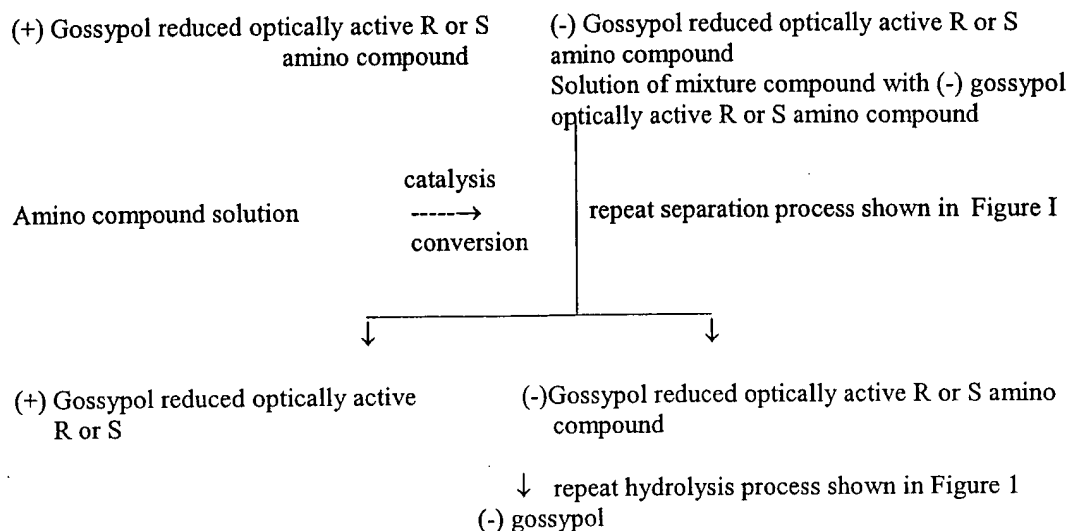 (+) Gossypol reduced optically active R or S
amino compound
(-) Gossypol reduced optically active R or S
amino compound
Solution of mixture compound with (-) gossypol
optically active R or S amino compound
Amino compound solution
catalysis
------→
conversion
repeat separation process shown in Figure I
↓ ↓
(+) Gossypol reduced optically active
R or S
(-)Gossypol reduced optically active R or S amino
compound
↓ repeat hydrolysis process shown in Figure 1
(-) gossypol